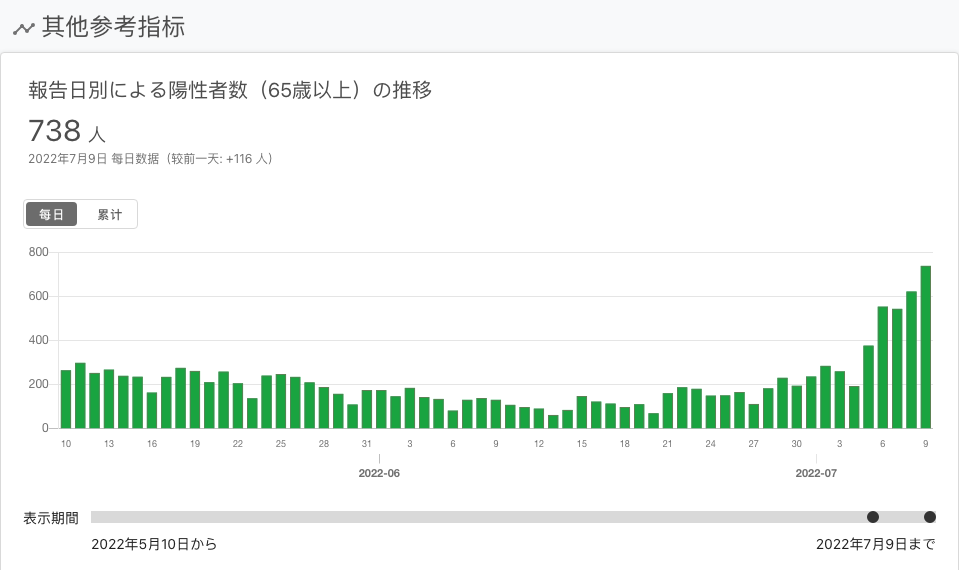 其他参考指标
報告日別による陽性者数（65歳以上）の推移
738 人
2022年7月9日 每日数据（较前一天: +116 人）
每日 累计
800
600
400
200
0
10 13 16 19 22 25 28 31 3 6 9 12 15 18 21 24 27 30 3 6 9
2022-06 2022-07
表示期間
2022年5月10日から 2022年7月9日まで